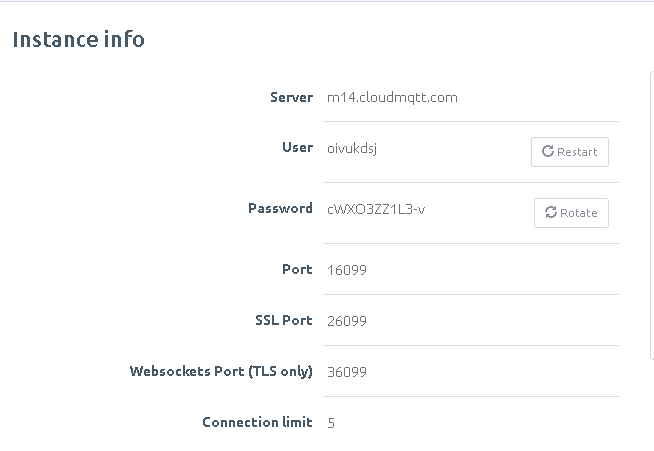 Instance info
Server m14.cloudmqtt.com
User oivukdsj Restart
Password cWXO3ZZ1L3-v Rotate
Port 16099
SSL Port 26099
Websockets Port (TLS only) 36099
Connection limit 5